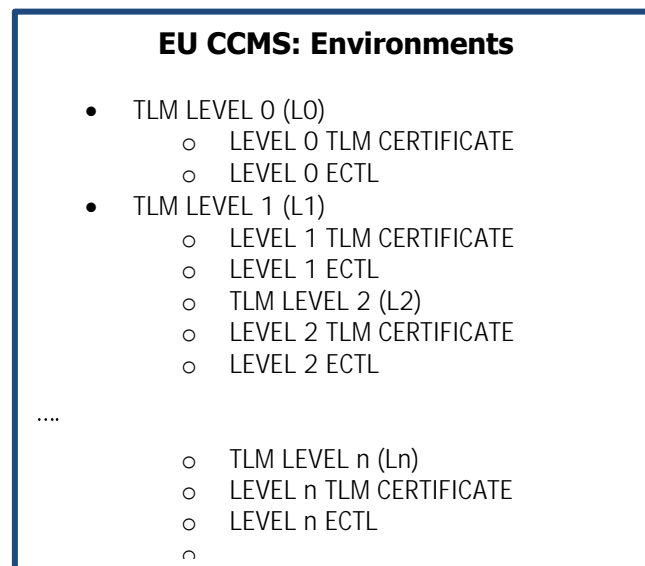 EU CCMS: Environments
• TLM LEVEL 0 (L0)
o LEVEL 0 TLM CERTIFICATE
o LEVEL 0 ECTL
• TLM LEVEL 1 (L1)
o LEVEL 1 TLM CERTIFICATE
o LEVEL 1 ECTL
o TLM LEVEL 2 (L2)
o LEVEL 2 TLM CERTIFICATE
o LEVEL 2 ECTL
....
o TLM LEVEL n (Ln)
o LEVEL n TLM CERTIFICATE
o LEVEL n ECTL
o